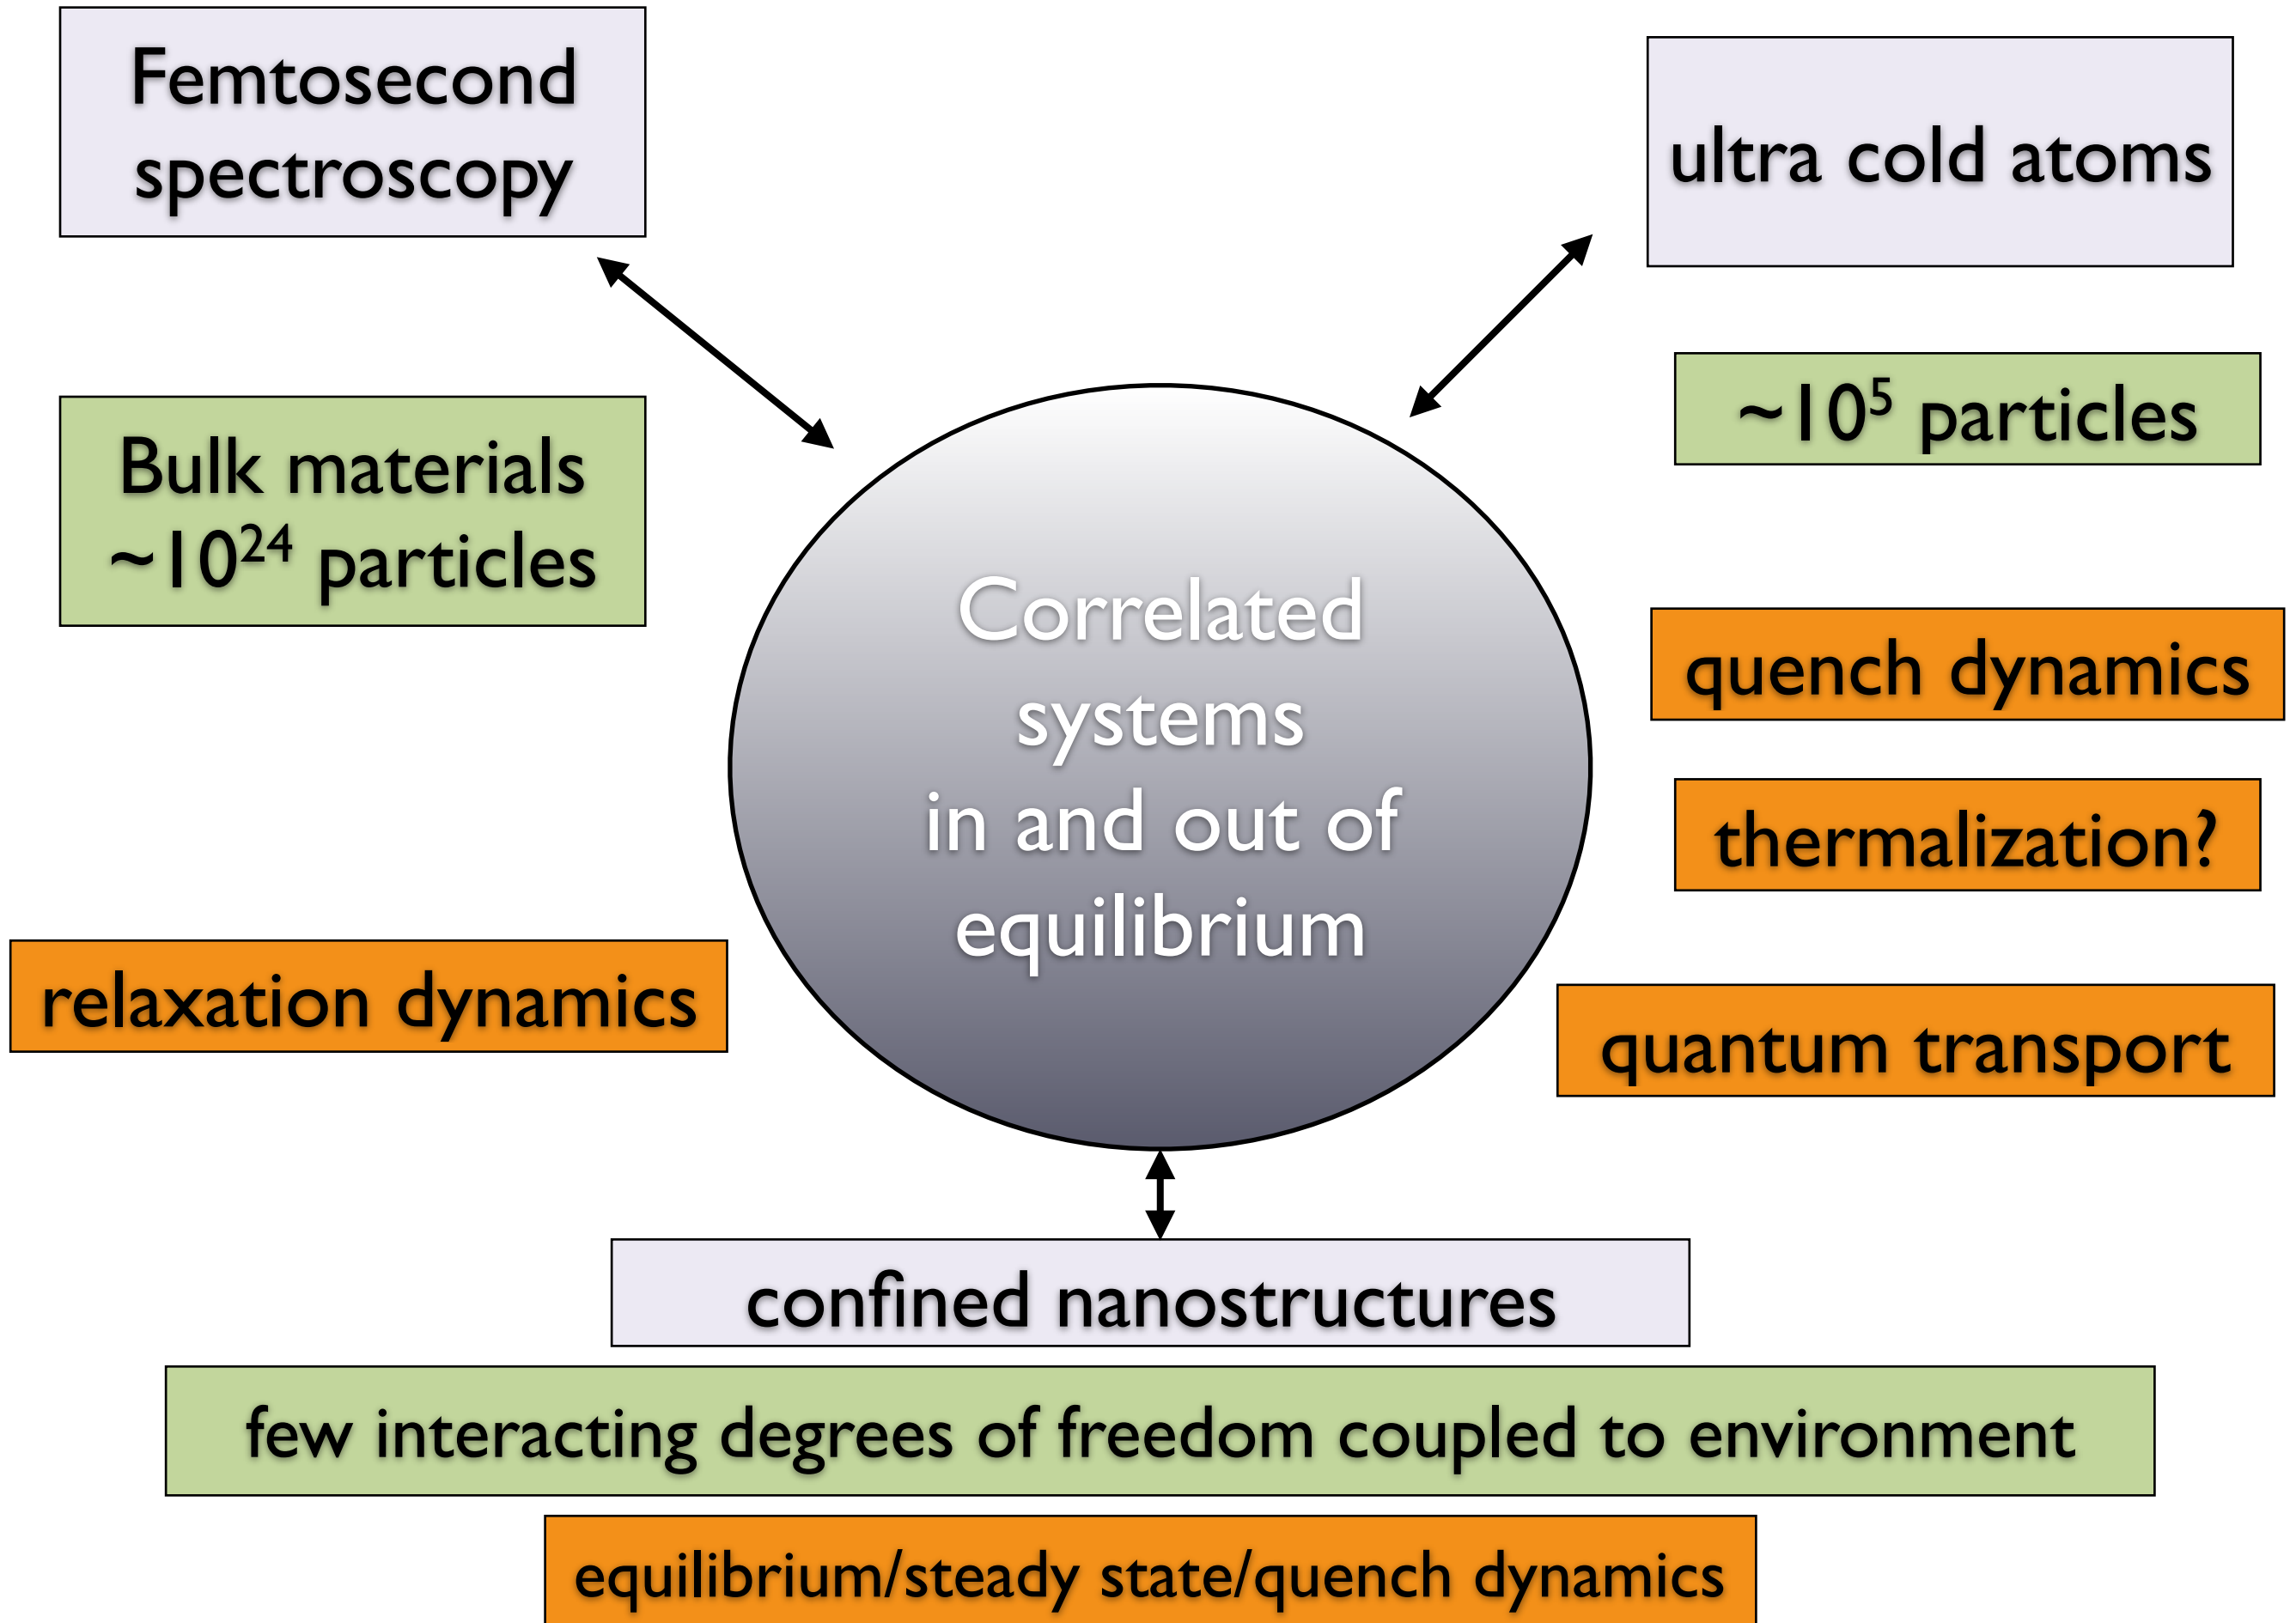 Femtosecond
spectroscopy
ultra cold atoms
Bulk materials
~10²⁴ particles
~10⁵ particles
Correlated
systems
in and out of
equilibrium
quench dynamics
thermalization?
relaxation dynamics
quantum transport
confined nanostructures
few interacting degrees of freedom coupled to environment
equilibrium/steady state/quench dynamics